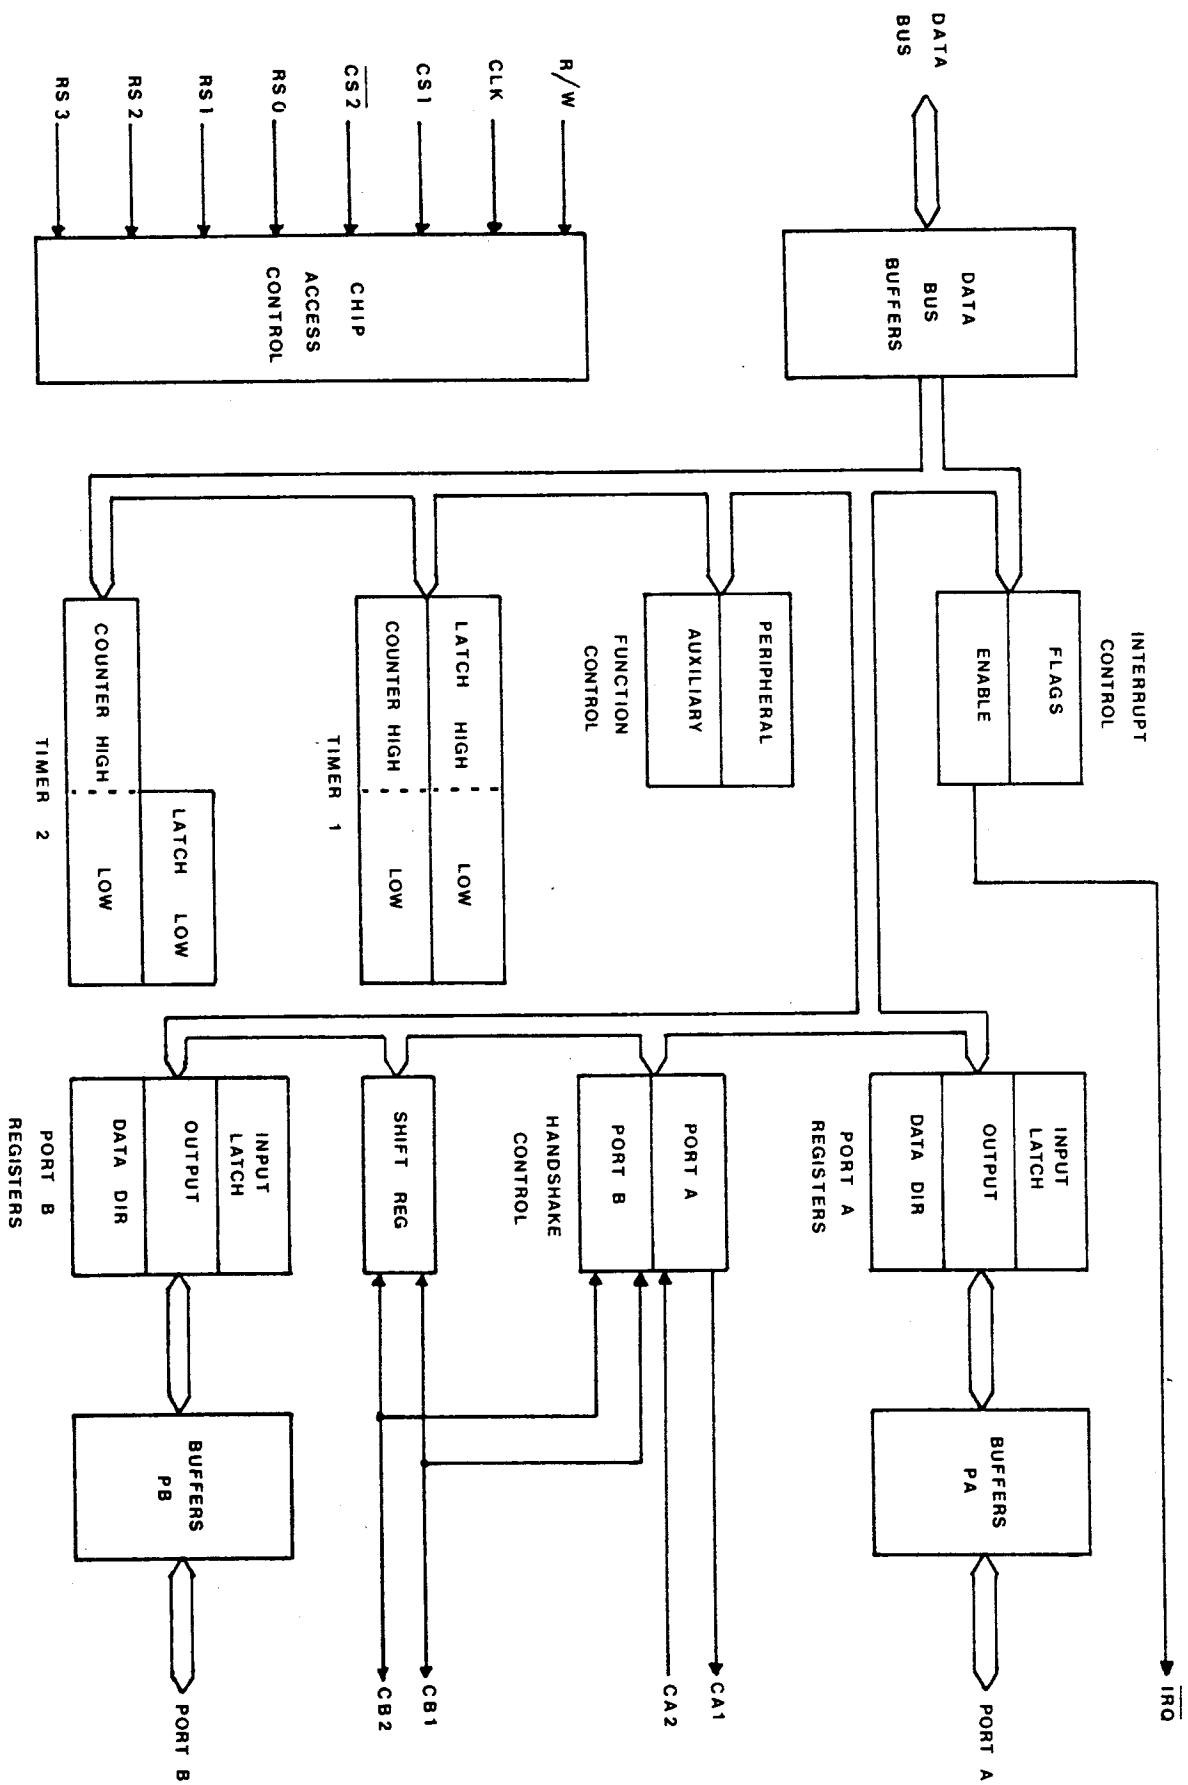 DATA
BUS
R/W
CLK
CS1
CS2
RS0
RS1
RS2
RS3
DATA
BUS
BUFFERS
CHIP
ACCESS
CONTROL
INTERRUPT
CONTROL
FLAGS
ENABLE
PERIPHERAL
AUXILIARY
FUNCTION
CONTROL
LATCH HIGH LOW
COUNTER HIGH LOW
TIMER 1
LATCH LOW
COUNTER HIGH LOW
TIMER 2
INPUT
LATCH
OUTPUT
DATA DIR
PORT A
REGISTERS
PORT A
PORT B
HANDSHAKE
CONTROL
SHIFT REG
INPUT
LATCH
OUTPUT
DATA DIR
PORT B
REGISTERS
BUFFERS
PA
BUFFERS
PB
IRQ
PORT A
CA1
CA2
CB1
CB2
PORT B